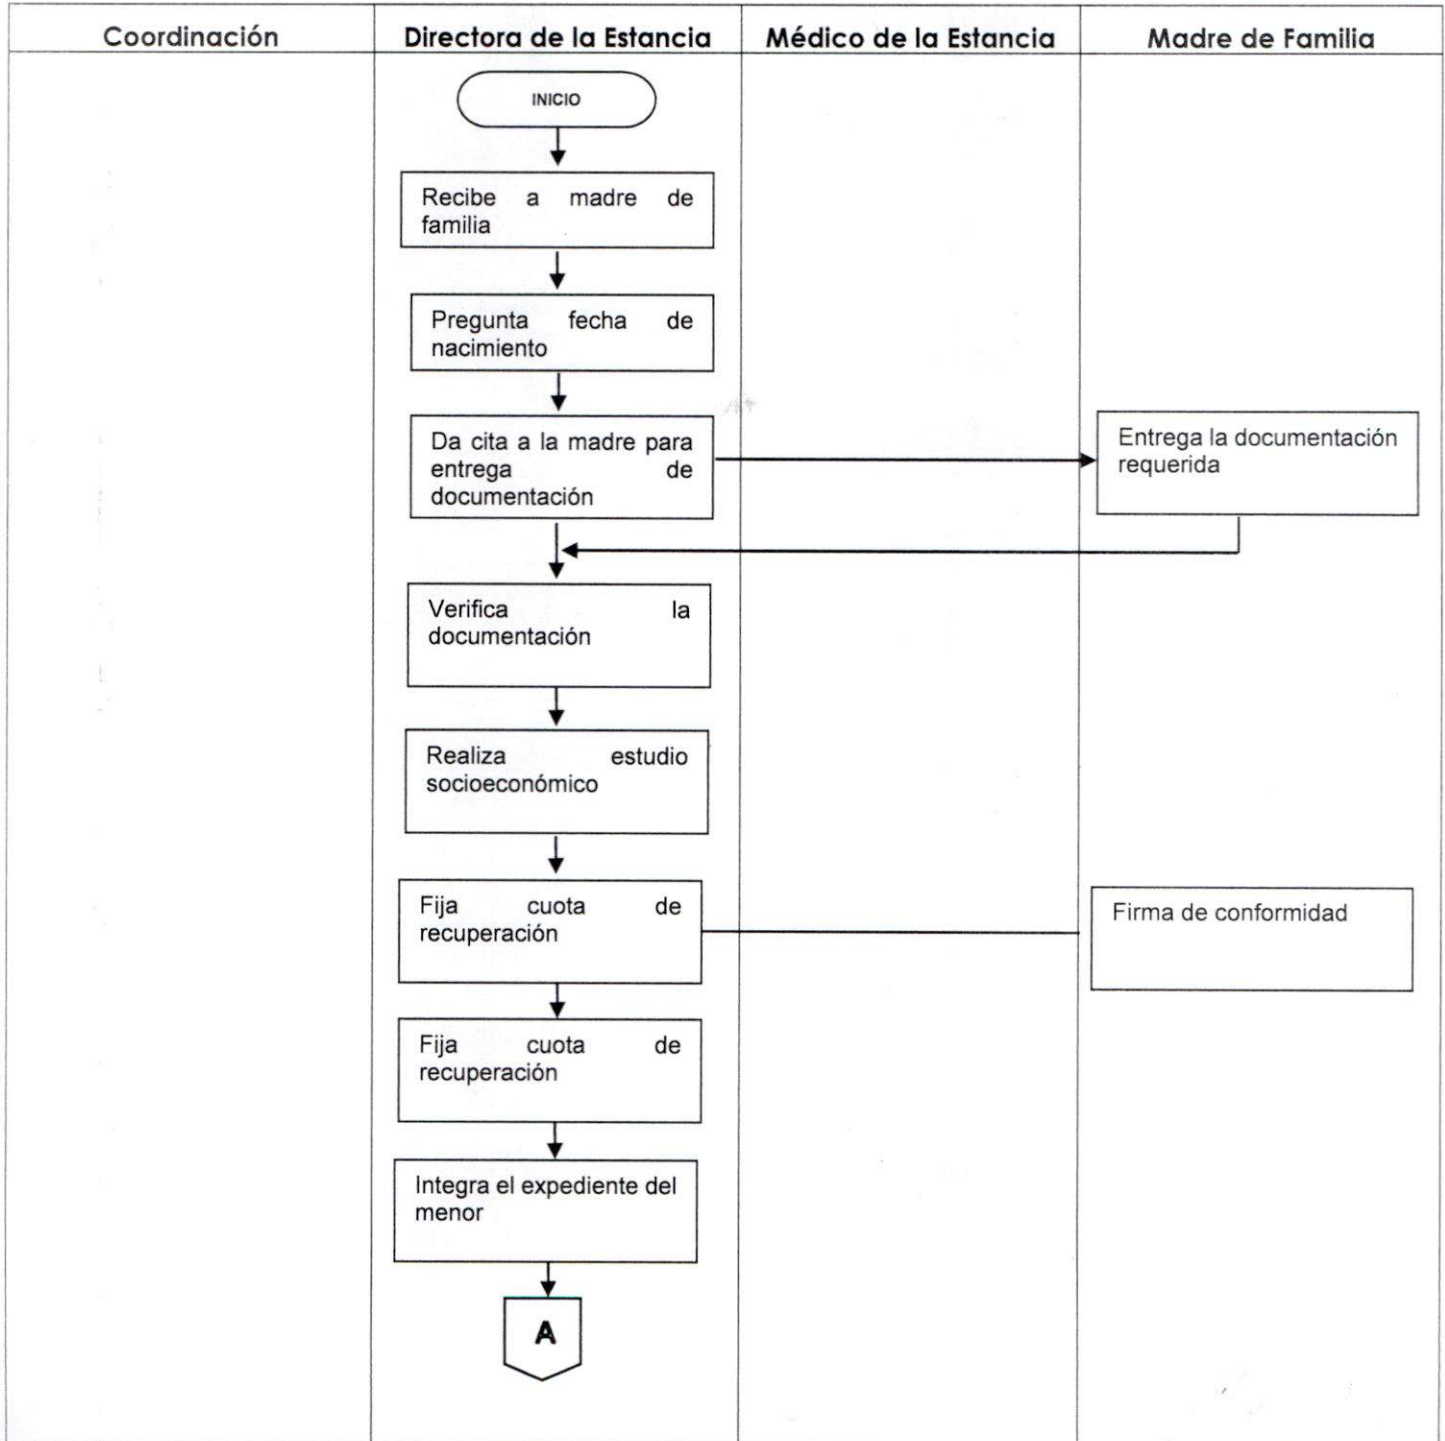 Coordinación
Directora de la Estancia
Médico de la Estancia
Madre de Familia
INICIO
Recibe a madre de
familia
Pregunta fecha de
nacimiento
Da cita a la madre para
entrega de
documentación
Entrega la documentación
requerida
Verifica la
documentación
Realiza estudio
socioeconómico
Fija cuota de
recuperación
Firma de conformidad
Fija cuota de
recuperación
Integra el expediente del
menor
A